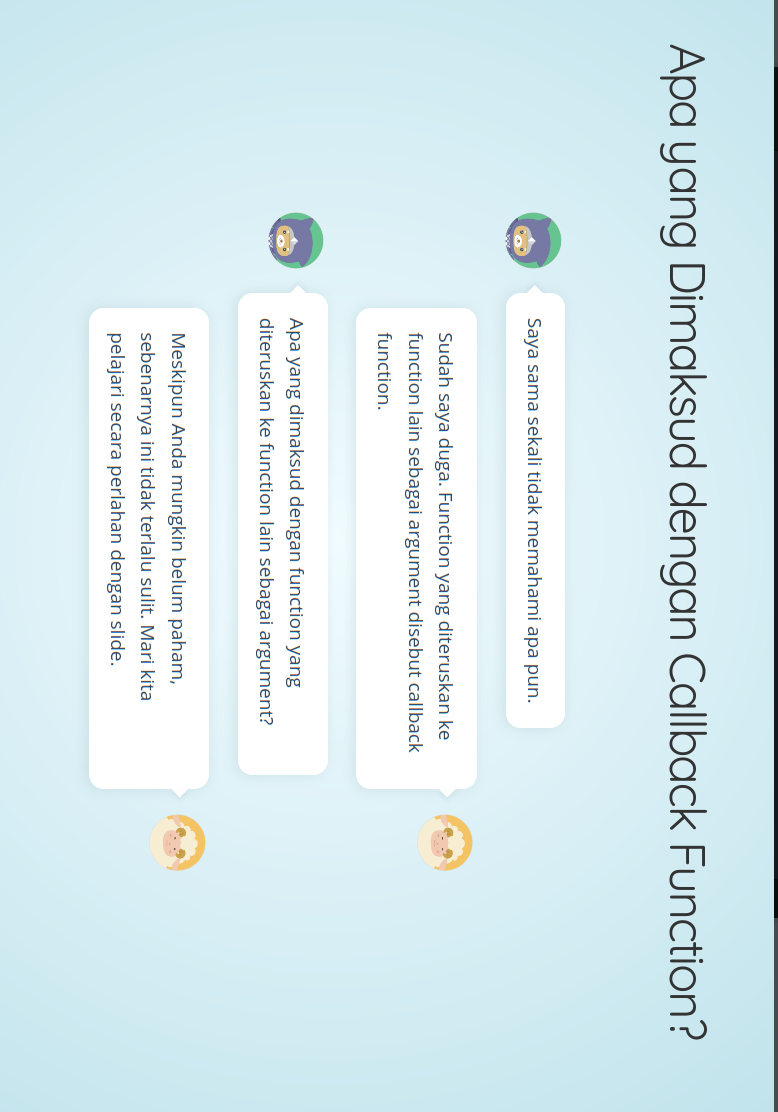 Apa yang Dimaksud dengan Callback Function?
Saya sama sekali tidak memahami apa pun.
Sudah saya duga. Function yang diteruskan ke
function lain sebagai argument disebut callback
function.
Apa yang dimaksud dengan function yang
diteruskan ke function lain sebagai argument?
Meskipun Anda mungkin belum paham,
sebenarnya ini tidak terlalu sulit. Mari kita
pelajari secara perlahan dengan slide.